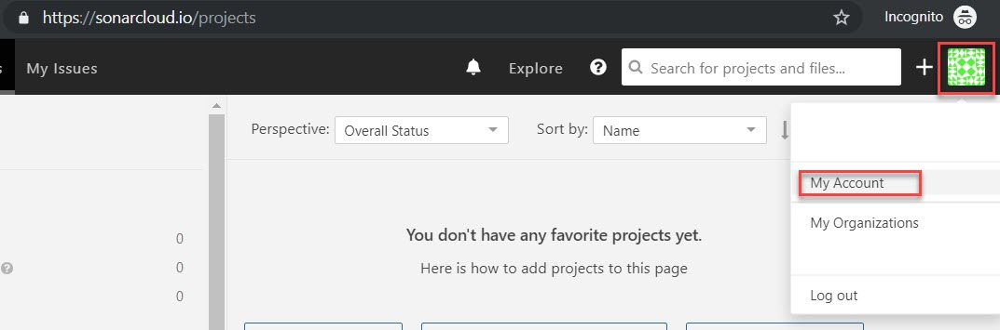 https://sonarcloud.io/projects
Incognito
s My Issues Explore Search for projects and files...
Perspective: Overall Status Sort by: Name
My Account
My Organizations
You don't have any favorite projects yet.
0
Here is how to add projects to this page
0
0
Log out